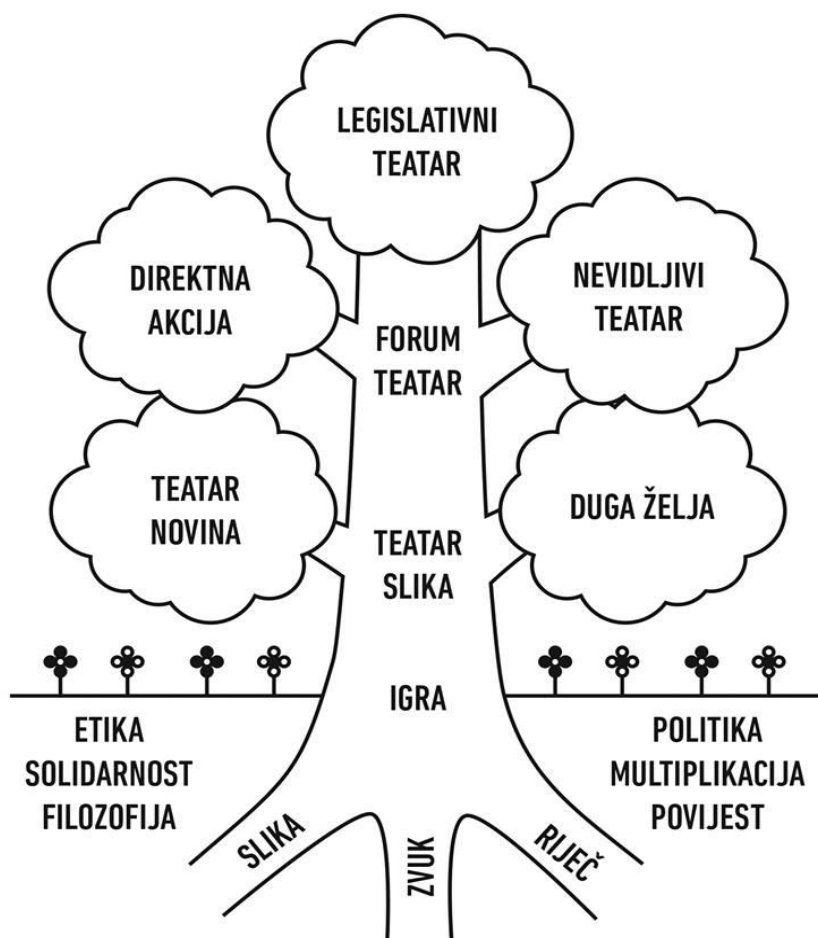 LEGISLATIVNI
TEATAR
DIREKTNA
AKCIJA
NEVIDLJIVI
TEATAR
FORUM
TEATAR
TEATAR
NOVINA
DUGA ŽELJA
TEATAR
SLIKA
IGRA
ETIKA
SOLIDARNOST
FILOZOFIJA
POLITIKA
MULTIPLIKACIJA
POVIJEST
SLIKA
ZVUK
RIJEČ